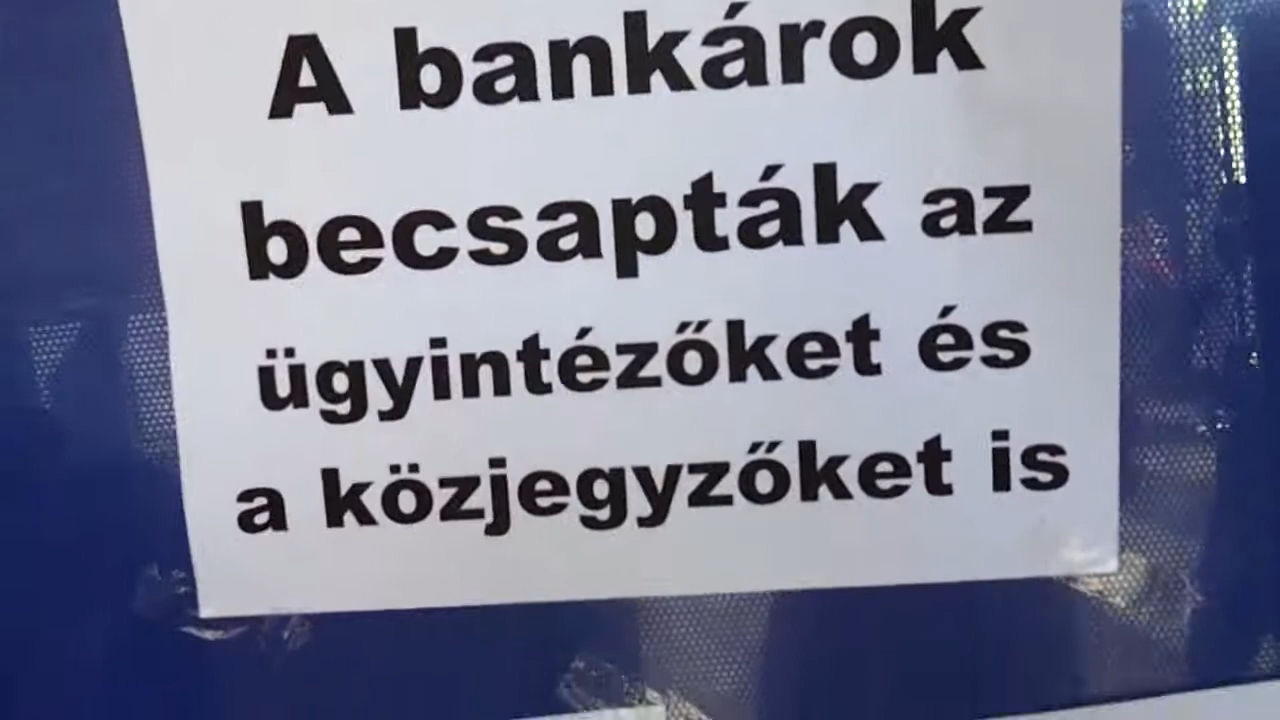 A bankárok
becsapták az
ügyintézőket és
a közjegyzőket is